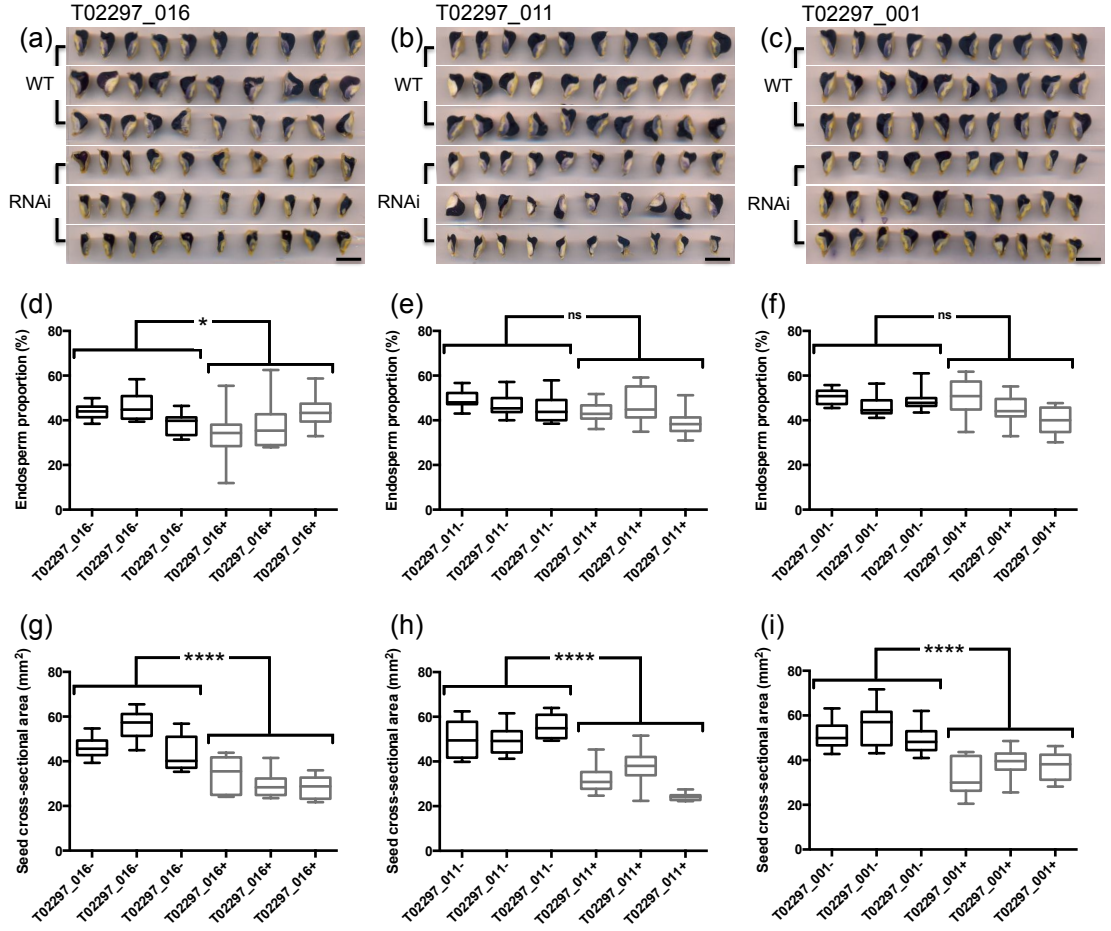 T02297_016
T02297_011
T02297_001
(a)
(b)
(c)
WT
WT
WT
RNAi
RNAi
RNAi
(d)
(e)
(f)
*
ns
ns
Endosperm proportion (%)
80
60
40
20
0
T02297_016-
T02297_016-
T02297_016-
T02297_016+
T02297_016+
T02297_016+
Endosperm proportion (%)
80
60
40
20
0
T02297_011-
T02297_011-
T02297_011-
T02297_011+
T02297_011+
T02297_011+
Endosperm proportion (%)
80
60
40
20
0
T02297_001-
T02297_001-
T02297_001-
T02297_001+
T02297_001+
T02297_001+
(g)
(h)
(i)
****
****
****
Seed cross-sectional area (mm²)
80
60
40
20
0
T02297_016-
T02297_016-
T02297_016-
T02297_016+
T02297_016+
T02297_016+
Seed cross-sectional area (mm²)
80
60
40
20
0
T02297_011-
T02297_011-
T02297_011-
T02297_011+
T02297_011+
T02297_011+
Seed cross-sectional area (mm²)
80
60
40
20
0
T02297_001-
T02297_001-
T02297_001-
T02297_001+
T02297_001+
T02297_001+